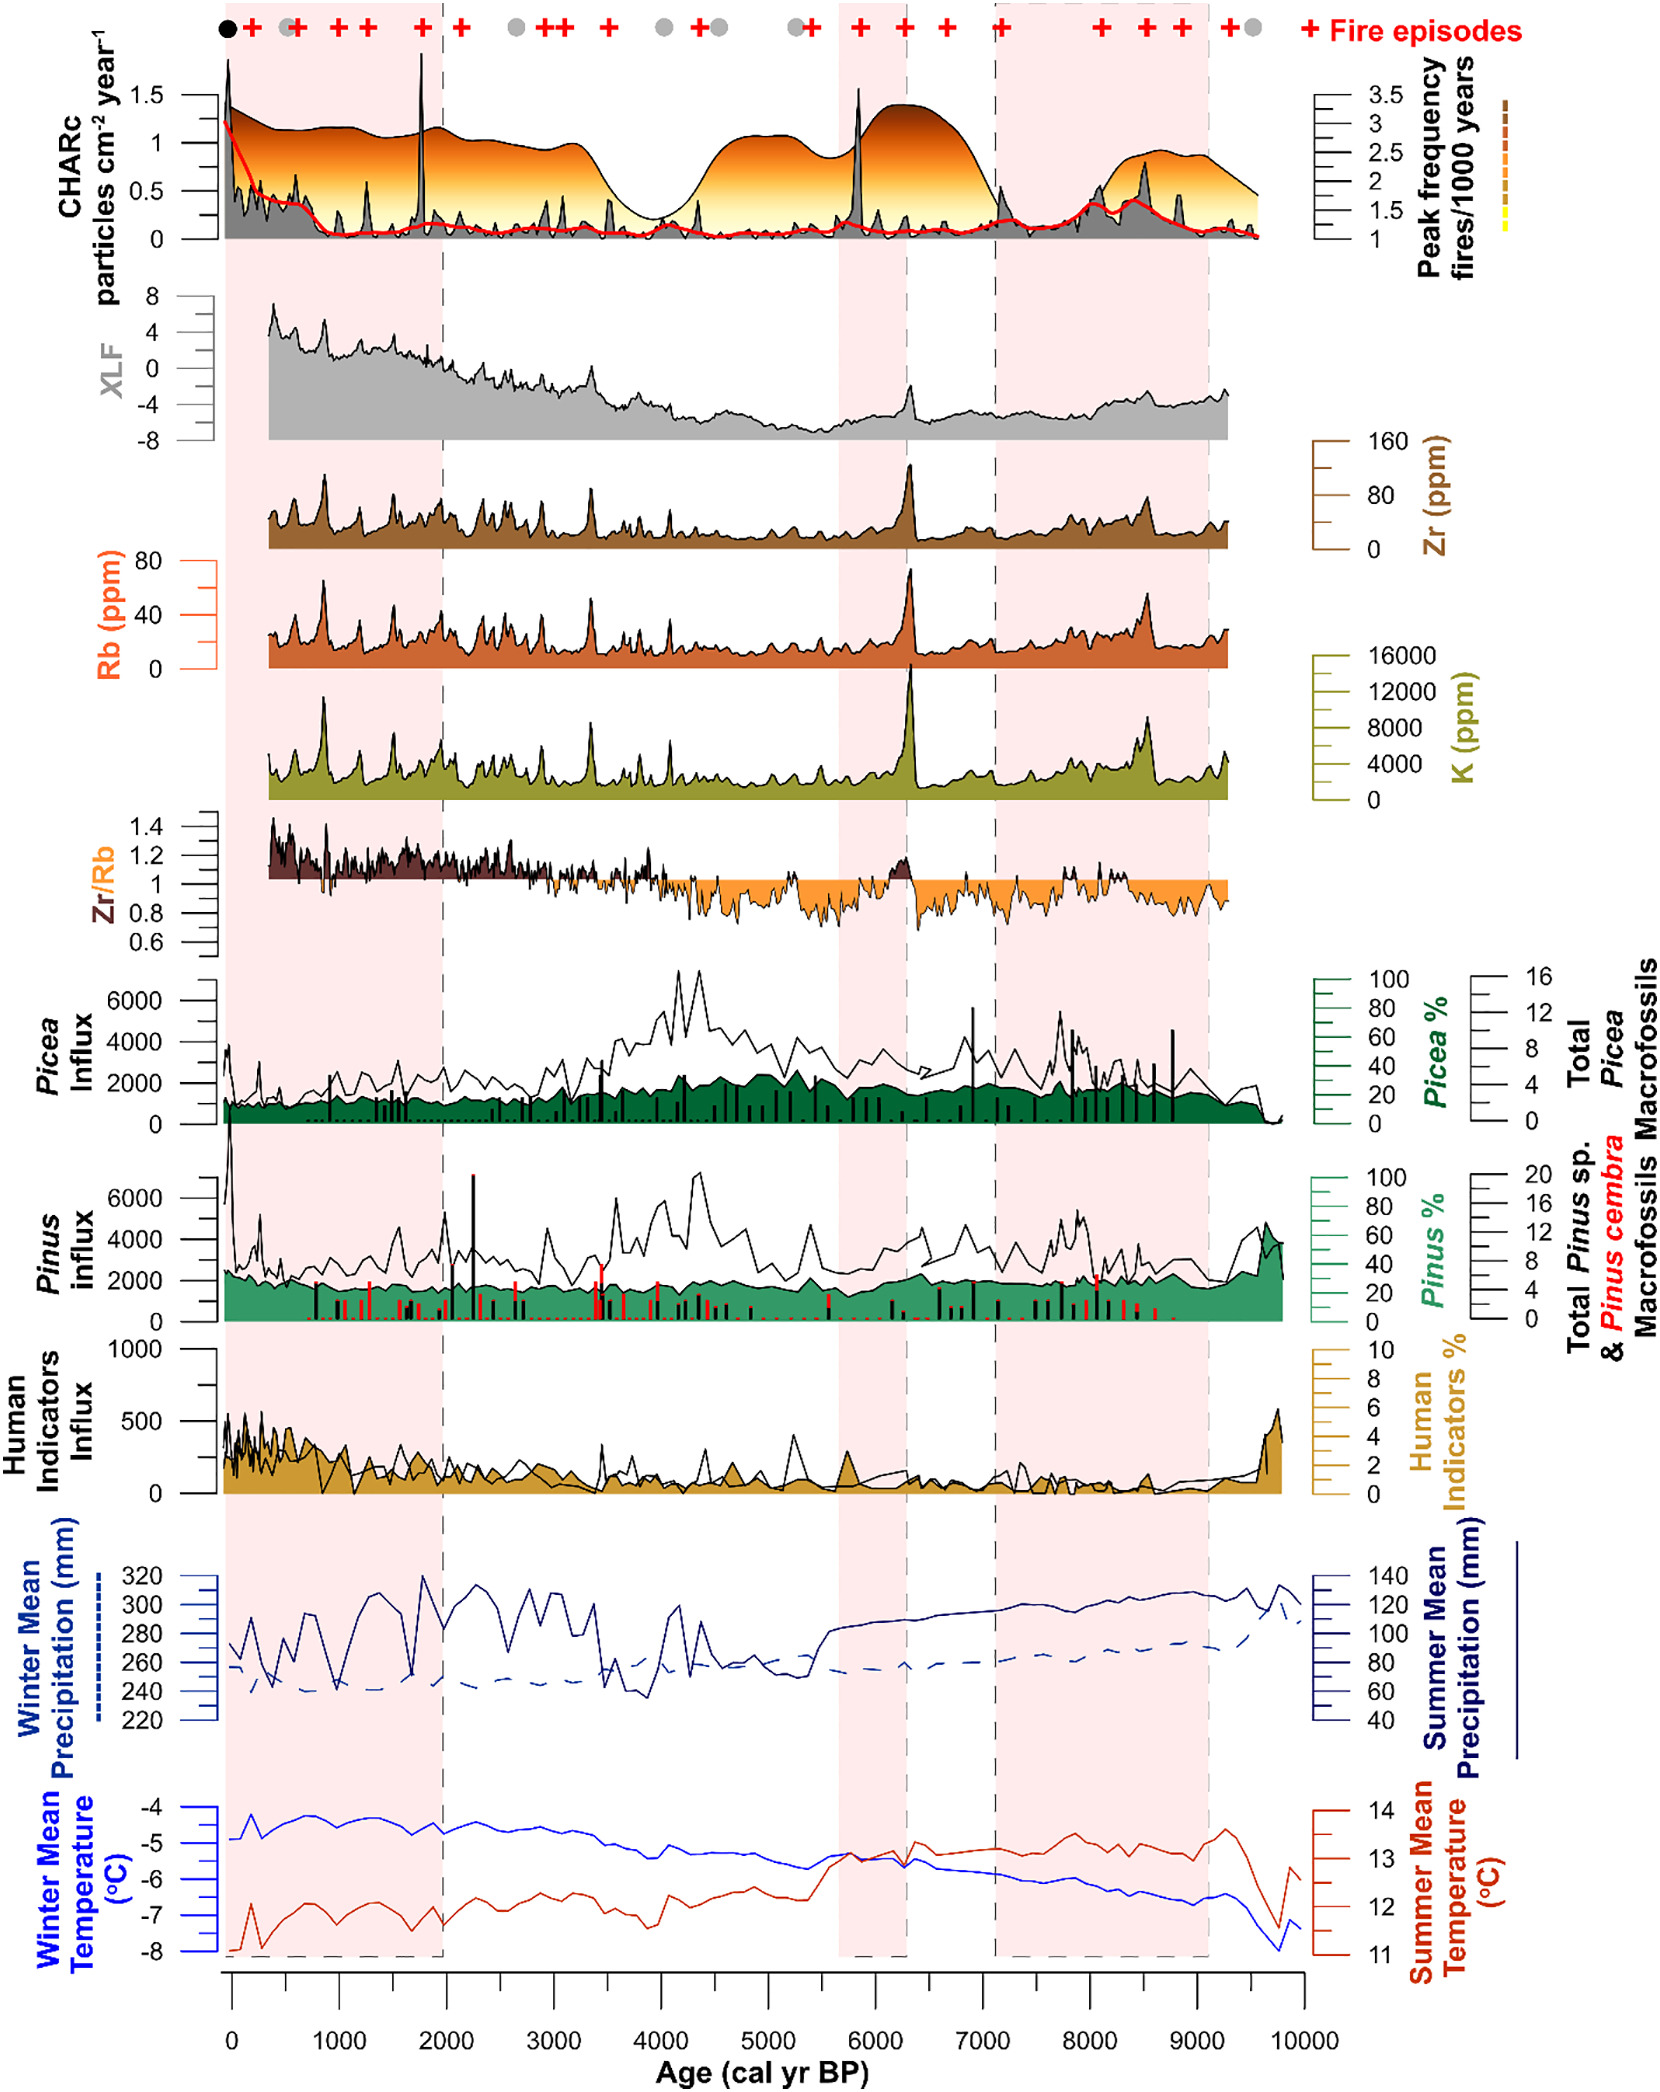 Fire episodes
CHARc
particles cm-2 year-1
1.5
1
0.5
0
3.5
3
2.5
2
1.5
1
Peak frequency
fires/1000 years
XLF
8
4
0
-4
-8
160
80
0
Zr (ppm)
Rb (ppm)
80
40
0
16000
12000
8000
4000
0
K (ppm)
Zr/Rb
1.4
1.2
1
0.8
0.6
Picea
Influx
6000
4000
2000
0
100
80
60
40
20
0
Picea %
16
12
8
4
0
Total
Picea
Macrofossils
Pinus
Influx
6000
4000
2000
0
100
80
60
40
20
0
Pinus %
20
16
12
8
4
0
Total Pinus sp.
& Pinus cembra
Macrofossils
Human
Indicators
Influx
1000
500
0
10
8
6
4
2
0
Human
Indicators %
Winter Mean
Precipitation (mm)
320
300
280
260
240
220
140
120
100
80
60
40
Summer Mean
Precipitation (mm)
Winter Mean
Temperature
(°C)
-4
-5
-6
-7
-8
14
13
12
11
Summer Mean
Temperature
(°C)
0 1000 2000 3000 4000 5000 6000 7000 8000 9000 10000
Age (cal yr BP)